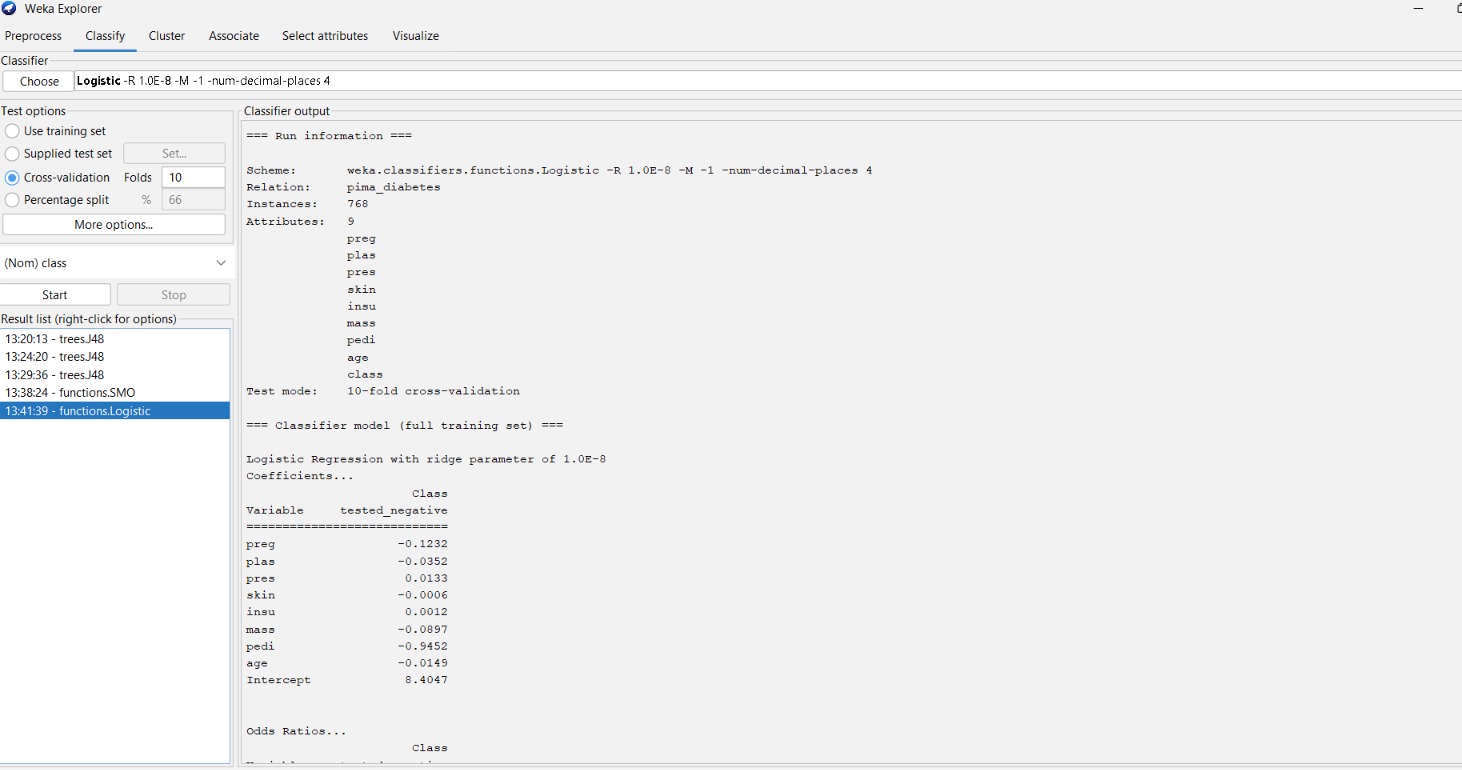 Weka Explorer
Preprocess Classify Cluster Associate Select attributes Visualize
Classifier
Choose Logistic -R 1.0E-8 -M -1 -num-decimal-places 4
Test options
Use training set
Supplied test set Set...
Cross-validation Folds 10
Percentage split % 66
More options...
(Nom) class
Start Stop
Result list (right-click for options)
13:20:13 - trees.J48
13:24:20 - trees.J48
13:29:36 - trees.J48
13:38:24 - functions.SMO
13:41:39 - functions.Logistic
Classifier output
=== Run information ===
Scheme: weka.classifiers.functions.Logistic -R 1.0E-8 -M -1 -num-decimal-places 4
Relation: pima_diabetes
Instances: 768
Attributes: 9
preg
plas
pres
skin
insu
mass
pedi
age
class
Test mode: 10-fold cross-validation
=== Classifier model (full training set) ===
Logistic Regression with ridge parameter of 1.0E-8
Coefficients...
Class
Variable tested_negative
============================
preg -0.1232
plas -0.0352
pres 0.0133
skin -0.0006
insu 0.0012
mass -0.0897
pedi -0.9452
age -0.0149
Intercept 8.4047
Odds Ratios...
Class